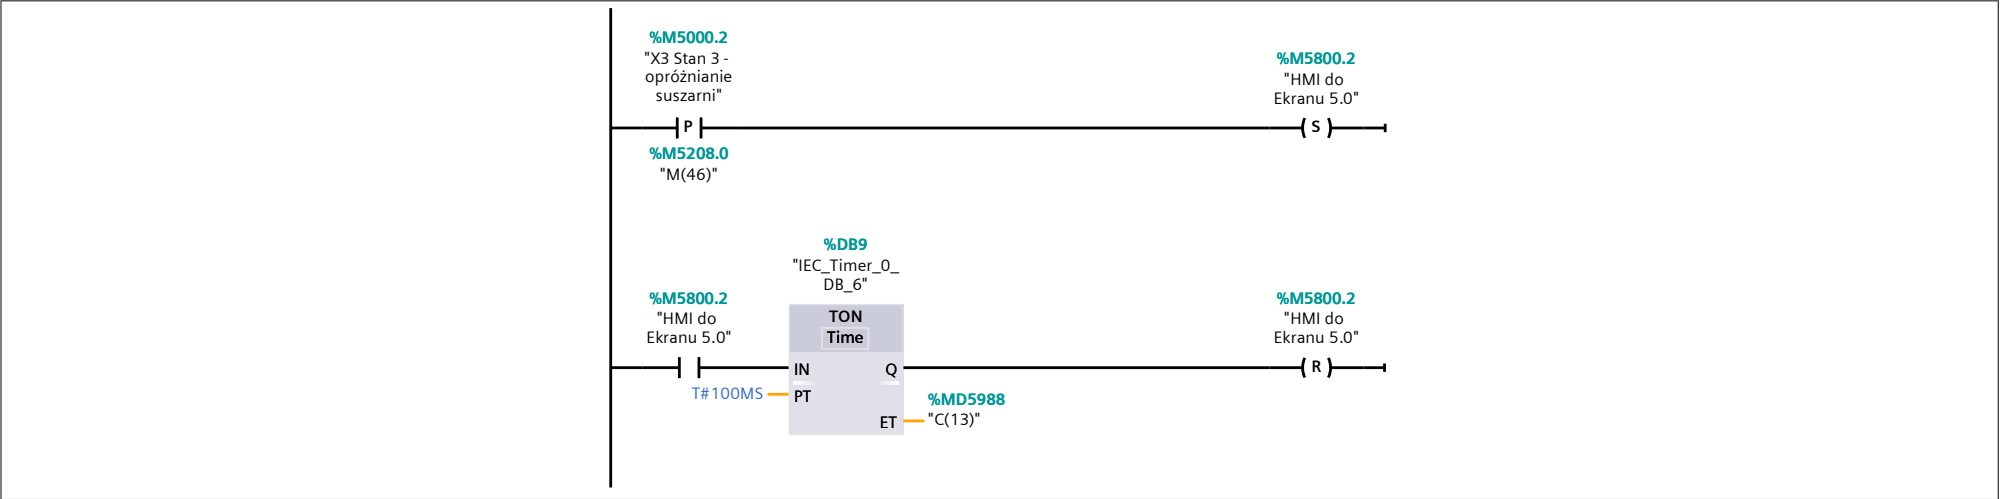 %M5000.2
"X3 Stan 3 -
opróżnianie
suszarni"
P
%M5208.0
"M(46)"
%M5800.2
"HMI do
Ekranu 5.0"
S
%DB9
"IEC_Timer_0_
DB_6"
%M5800.2
"HMI do
Ekranu 5.0"
TON
Time
IN
Q
T#100MS
PT
ET
%MD5988
"C(13)"
%M5800.2
"HMI do
Ekranu 5.0"
R